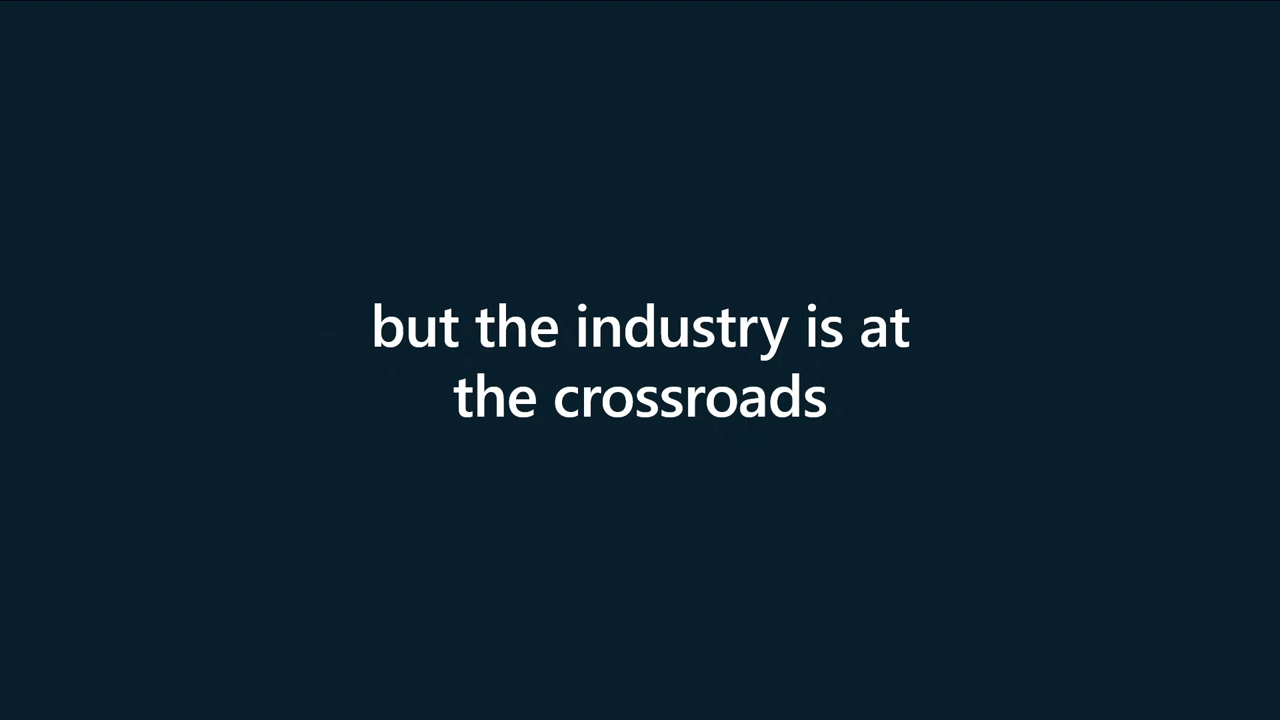 but the industry is at
the crossroads